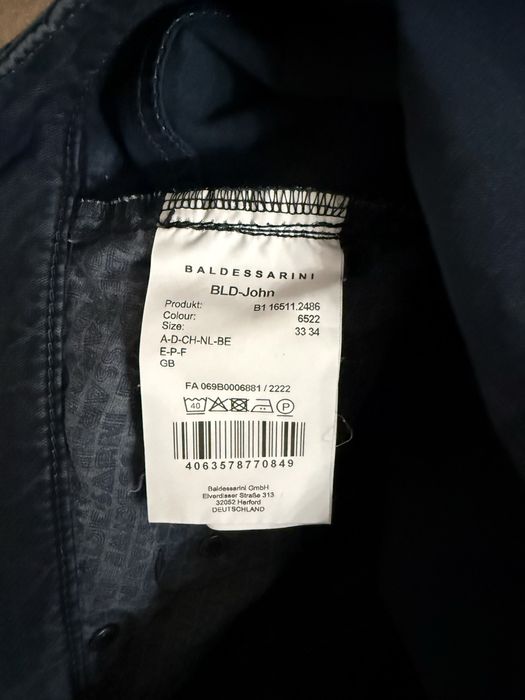 BALDESSARINI
BLD-John
Produkt: B1 16511.2486
Colour: 6522
Size: 33 34
A-D-CH-NL-BE
E-P-F
GB
FA 069B0006881 / 2222
40 P
4063578770849
Baldessarini GmbH
Elverdisser Straße 313
32052 Herford
DEUTSCHLAND